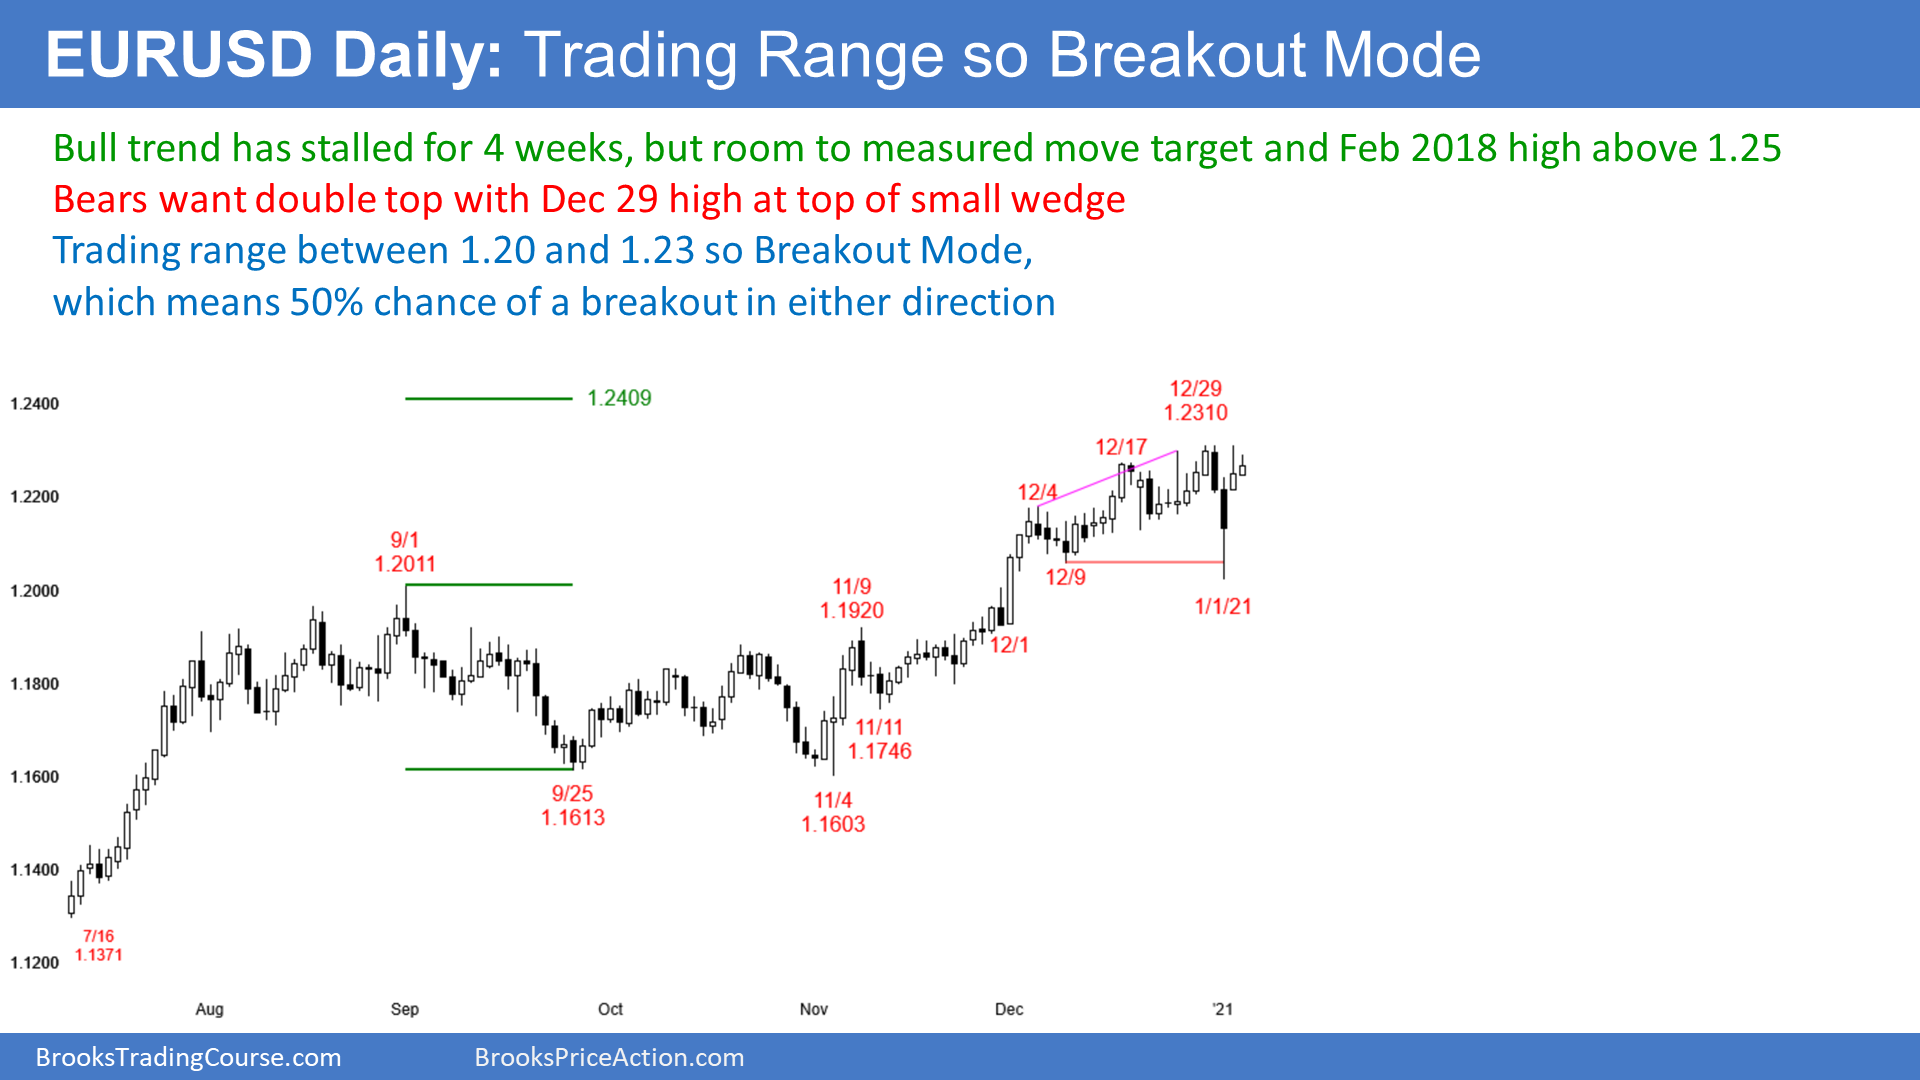 EURUSD Daily: Trading Range so Breakout Mode
Bull trend has stalled for 4 weeks, but room to measured move target and Feb 2018 high above 1.25
Bears want double top with Dec 29 high at top of small wedge
Trading range between 1.20 and 1.23 so Breakout Mode,
which means 50% chance of a breakout in either direction
1.2400
1.2200
1.2000
1.1800
1.1600
1.1400
1.1200
7/16
1.1371
9/1
1.2011
1.2409
9/25
1.1613
11/4
1.1603
11/9
1.1920
11/11
1.1746
12/1
12/4
12/9
12/17
12/29
1.2310
1/1/21
Aug
Sep
Oct
Nov
Dec
'21
BrooksTradingCourse.com
BrooksPriceAction.com